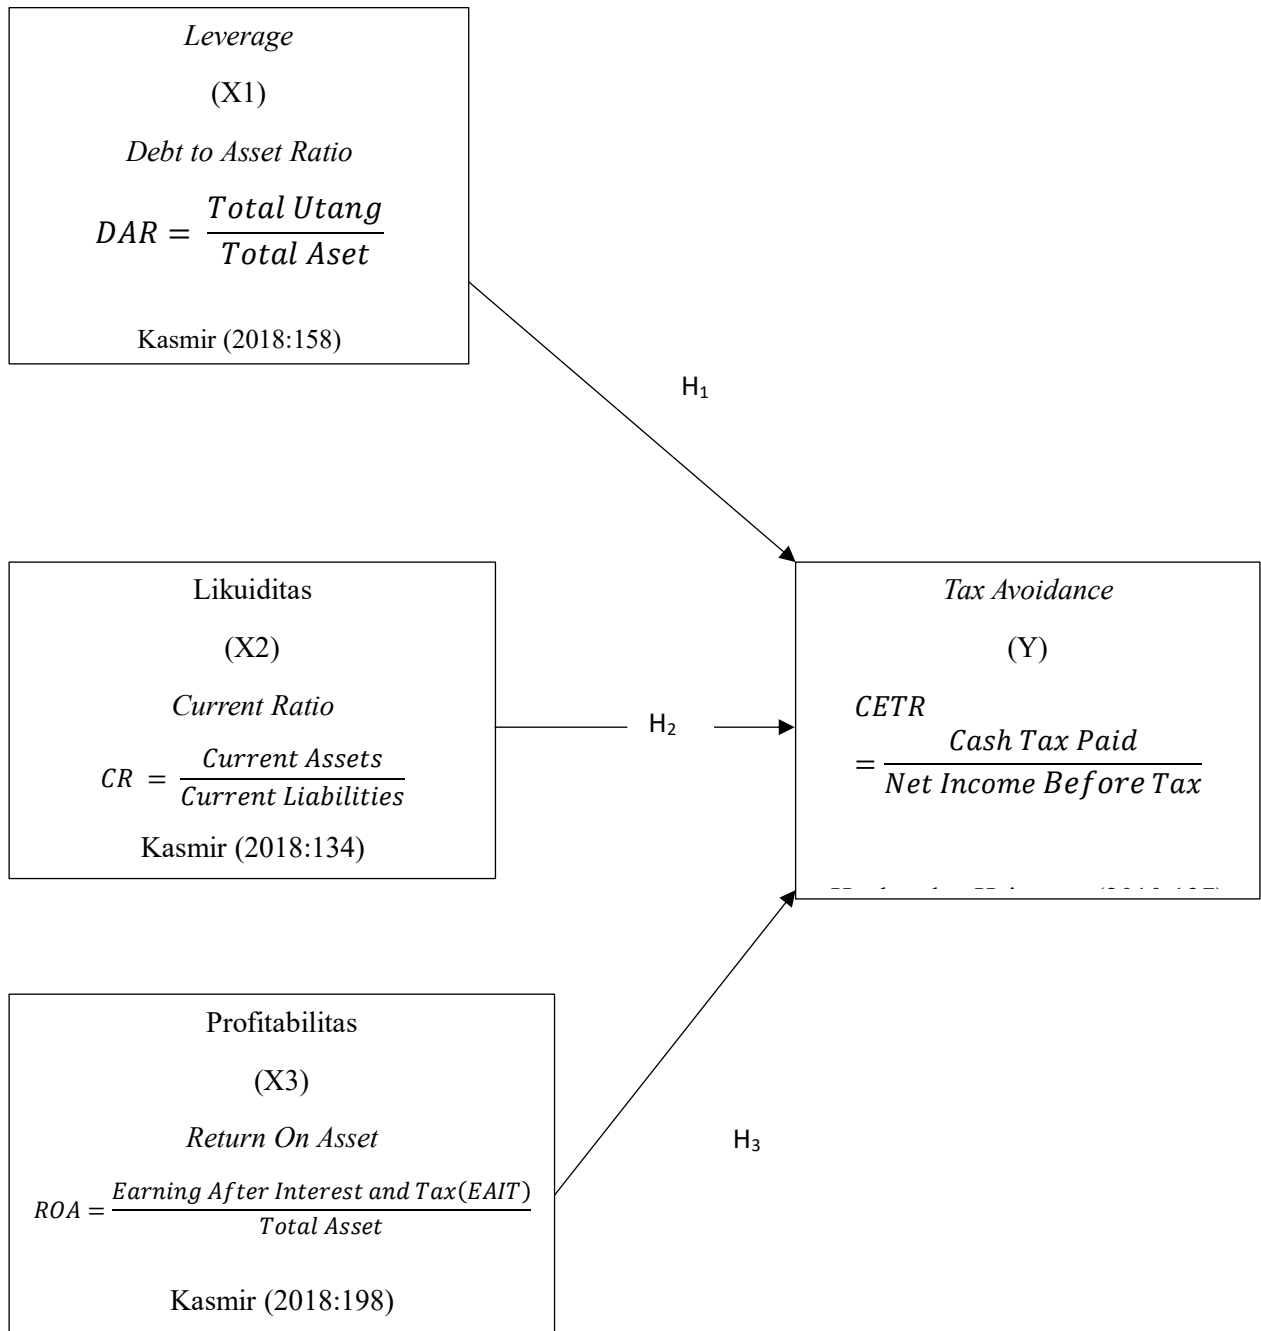 Leverage
(X1)
Debt to Asset Ratio
DAR = Total Utang / Total Aset
Kasmir (2018:158)
H₁
Likuiditas
(X2)
Current Ratio
CR = Current Assets / Current Liabilities
Kasmir (2018:134)
H₂
Tax Avoidance
(Y)
CETR
= Cash Tax Paid / Net Income Before Tax
Profitabilitas
(X3)
Return On Asset
ROA = Earning After Interest and Tax(EAIT) / Total Asset
Kasmir (2018:198)
H₃